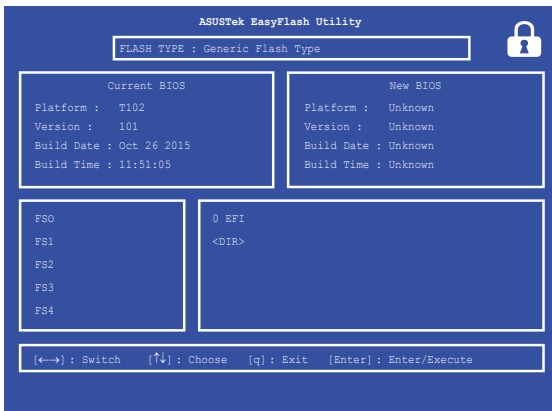 ASUSTek EasyFlash Utility
FLASH TYPE : Generic Flash Type
Current BIOS
Platform : T102
Version : 101
Build Date : Oct 26 2015
Build Time : 11:51:05
New BIOS
Platform : Unknown
Version : Unknown
Build Date : Unknown
Build Time : Unknown
FSO
FS1
FS2
FS3
FS4
0 EFI
<DIR>
[←→] : Switch [↑↓] : Choose [q] : Exit [Enter] : Enter/Execute